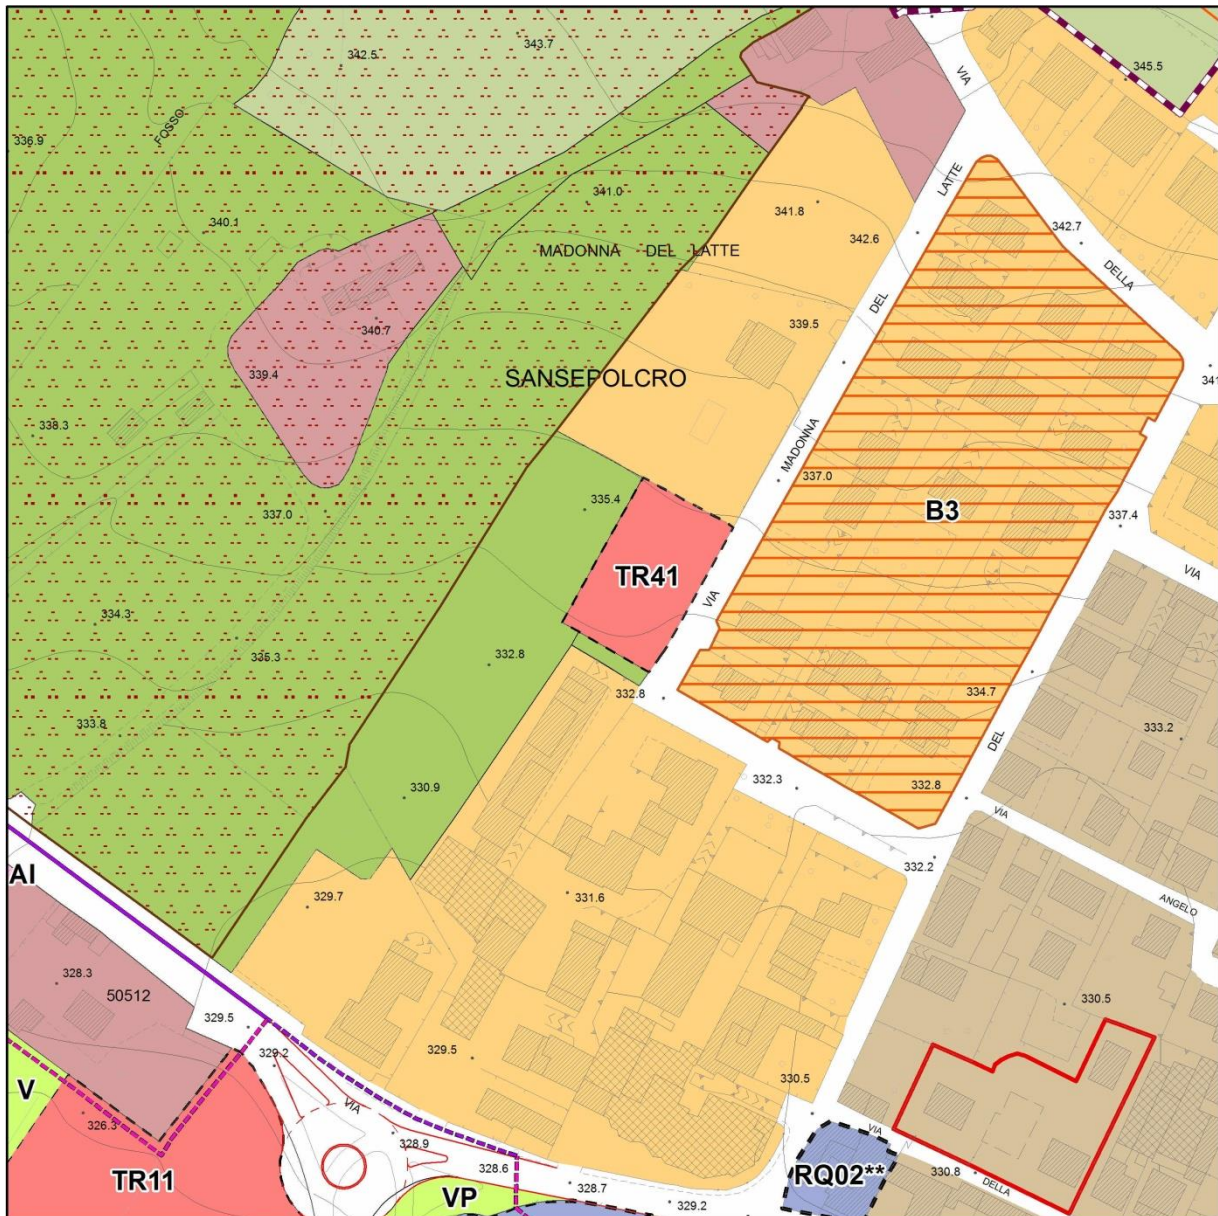 343.7
342.5
345.5
VIA
336.9
FOSSO
LATTE
341.0
341.8
340.1
342.6
342.7
MADONNA DEL LATTE
DELLA
DEL
340.7
339.5
341
339.4
SANSEPOLCRO
338.3
MADONNA
337.0
335.4
337.0
B3
337.4
VIA
TR41
VIA
334.3
335.3
332.8
332.8
334.7
333.8
333.2
DEL
332.3
332.8
330.9
VIA
332.2
AI
329.7
331.6
ANGELO
328.3
50512
330.5
329.5
329.2
329.5
330.5
V
VIA
326.3
328.9
VIA
328.6
330.8
TR11
VP
328.7
RQ02**
DELLA
329.2